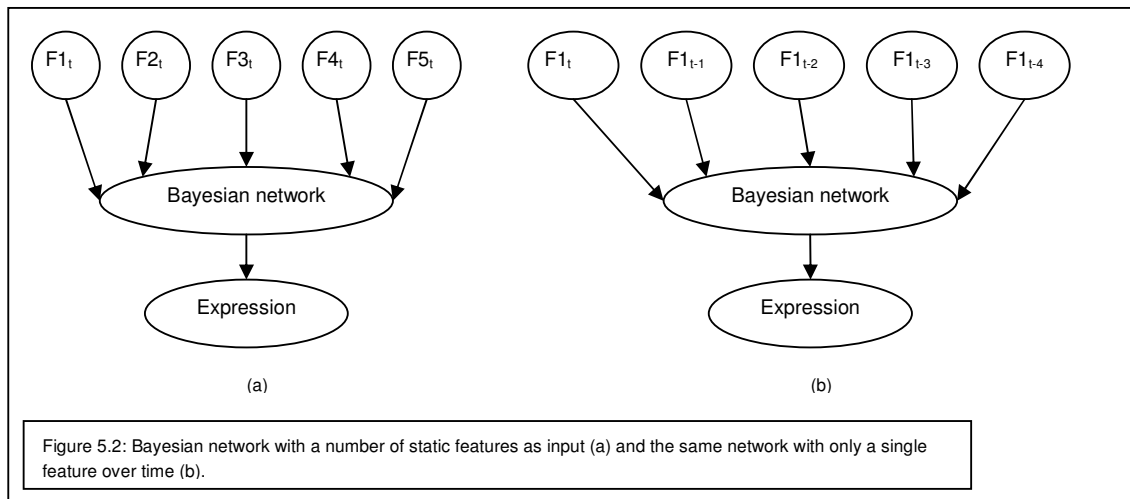 F1t F2t F3t F4t F5t F1t F1t-1 F1t-2 F1t-3 F1t-4
Bayesian network Bayesian network
Expression Expression
(a) (b)
Figure 5.2: Bayesian network with a number of static features as input (a) and the same network with only a single
feature over time (b).